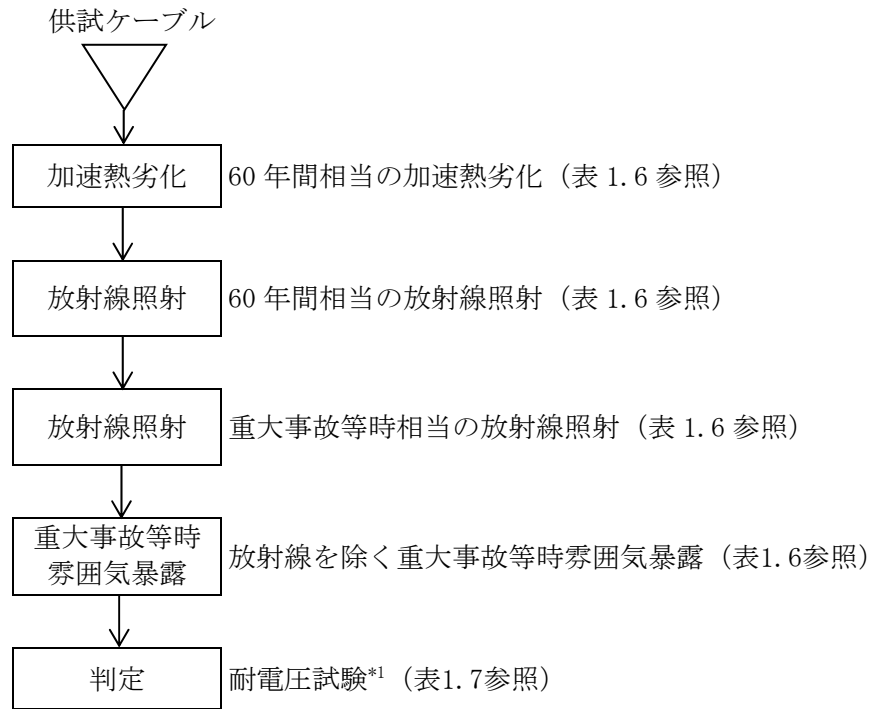 供試ケーブル
加速熱劣化 60 年間相当の加速熱劣化（表 1.6 参照）
放射線照射 60 年間相当の放射線照射（表 1.6 参照）
放射線照射 重大事故等時相当の放射線照射（表 1.6 参照）
重大事故等時
雰囲気暴露
放射線を除く重大事故等時雰囲気暴露（表1.6参照）
判定 耐電圧試験*1（表1.7参照）